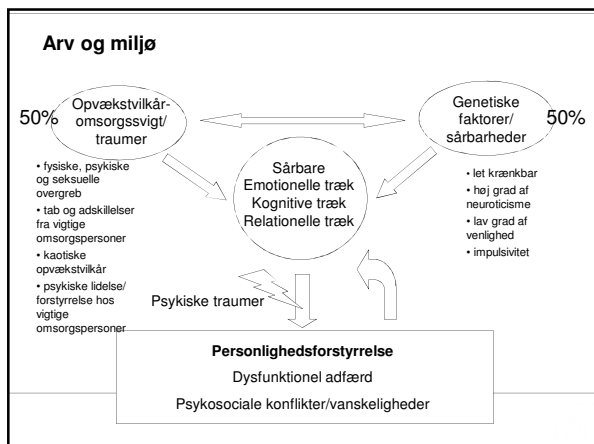 Arv og miljø
50%
Opvækstvilkår-
omsorgssvigt/
traumer
Genetiske
faktorer/
sårbarheder
50%
• fysiske, psykiske
og seksuelle
overgreb
• tab og adskillelser
fra vigtige
omsorgspersoner
• kaotiske
opvækstvilkår
• psykiske lidelse/
forstyrrelse hos
vigtige
omsorgspersoner
Sårbare
Emotionelle træk
Kognitive træk
Relationelle træk
• let krænkbar
• høj grad af
neuroticisme
• lav grad af
venlighed
• impulsivitet
Psykiske traumer
Personlighedsforstyrrelse
Dysfunktionel adfærd
Psykosociale konflikter/vanskeligheder